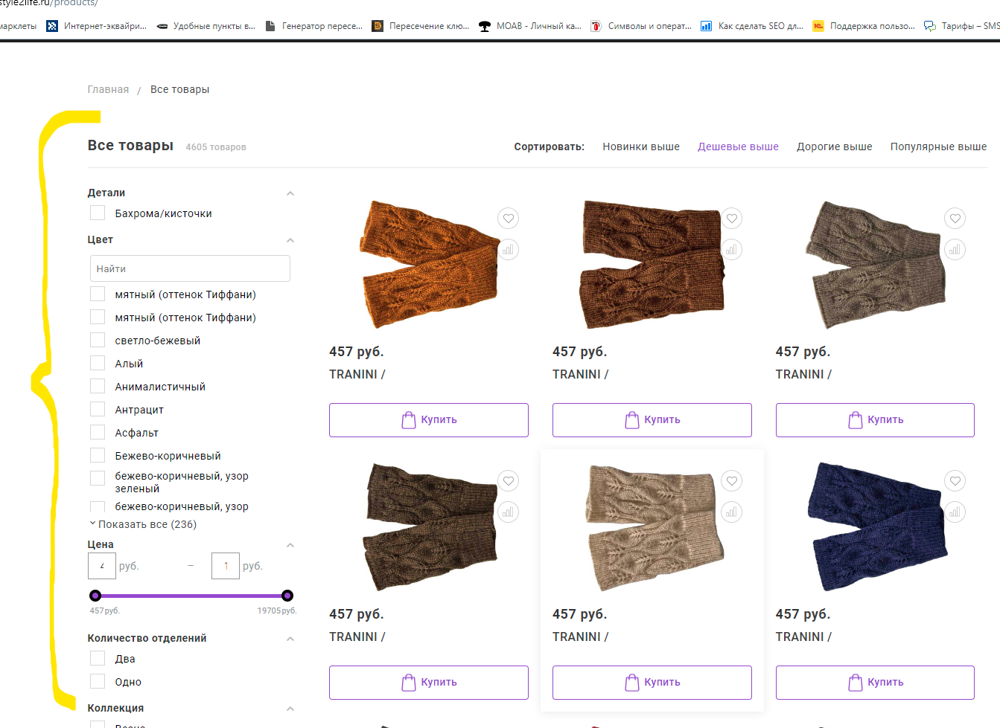 style2life.ru/products/
марклеты Интернет-эквайри... Удобные пункты в... Генератор пересе... Пересечение клю... МОАВ - Личный ка... Символы и операт... Как сделать SEO дл... Поддержка пользо... Тарифы – SMS
Главная / Все товары
Все товары 4605 товаров
Сортировать: Новинки выше Дешевые выше Дорогие выше Популярные выше
Детали
Бахрома/кисточки
Цвет
Найти
мятный (оттенок Тиффани)
мятный (оттенок Тиффани)
светло-бежевый
Алый
Анималистичный
Антрацит
Асфальт
Бежево-коричневый
бежево-коричневый, узор
зеленый
бежево-коричневый, узор
Показать все (236)
Цена
4 руб. – 1 руб.
457 руб. 19705 руб.
Количество отделений
Два
Одно
Коллекция
457 руб. 457 руб. 457 руб.
TRANINI / TRANINI / TRANINI /
Купить Купить Купить
457 руб. 457 руб. 457 руб.
TRANINI / TRANINI / TRANINI /
Купить Купить Купить